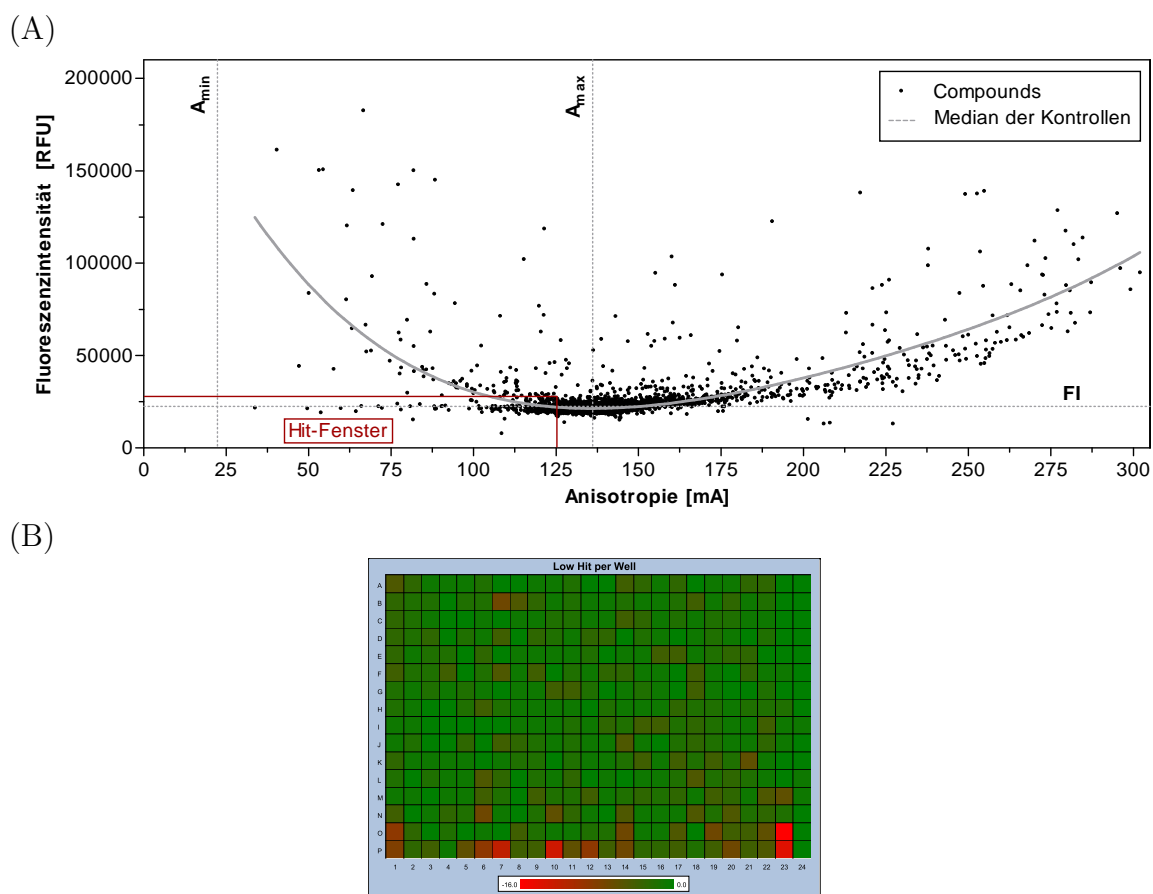 (A)
A min
A max
Compounds
Median der Kontrollen
Fluoreszenzintensität [RFU]
200000
150000
100000
50000
0
FI
Hit-Fenster
0 25 50 75 100 125 150 175 200 225 250 275 300
Anisotropie [mA]
(B)
Low Hit per Well
A
B
C
D
E
F
G
H
I
J
K
L
M
N
O
P
1 2 3 4 5 6 7 8 9 10 11 12 13 14 15 16 17 18 19 20 21 22 23 24
-16.0 0.0